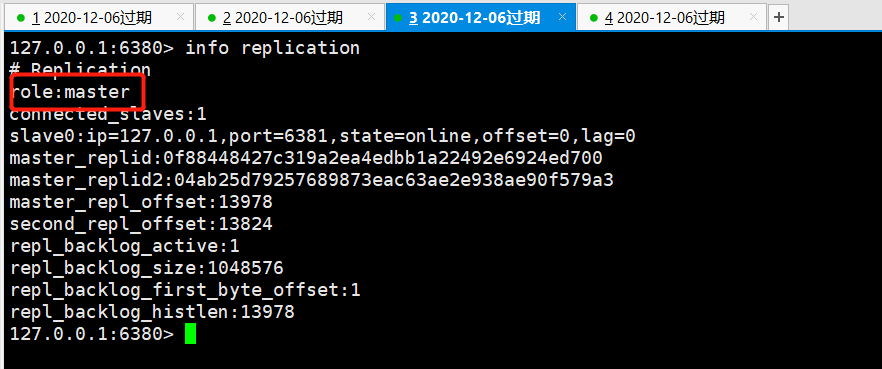 1 2020-12-06过期 × 2 2020-12-06过期 × 3 2020-12-06过期 × 4 2020-12-06过期 × +
127.0.0.1:6380> info replication
# Replication
role:master
connected_slaves:1
slave0:ip=127.0.0.1,port=6381,state=online,offset=0,lag=0
master_replid:0f88448427c319a2ea4edbb1a22492e6924ed700
master_replid2:04ab25d79257689873eac63ae2e938ae90f579a3
master_repl_offset:13978
second_repl_offset:13824
repl_backlog_active:1
repl_backlog_size:1048576
repl_backlog_first_byte_offset:1
repl_backlog_histlen:13978
127.0.0.1:6380>